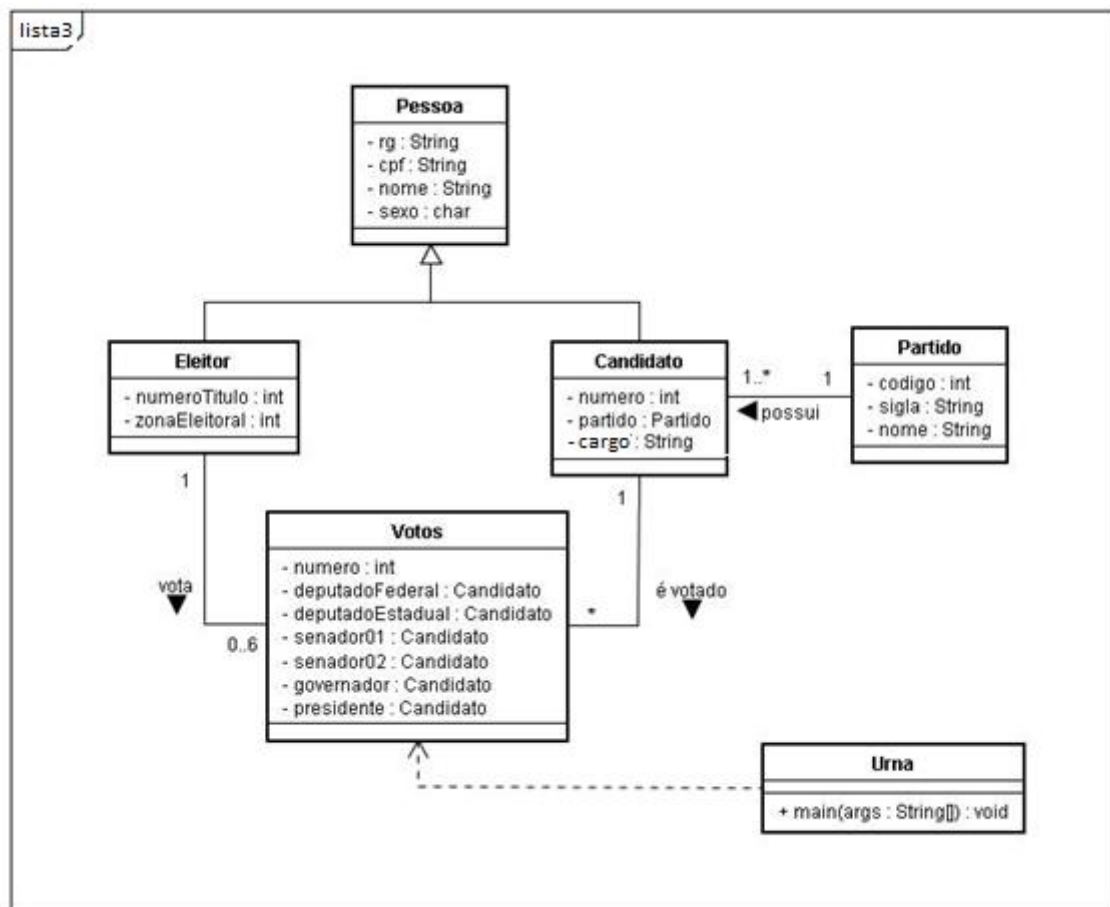 lista3
Pessoa
- rg : String
- cpf : String
- nome : String
- sexo : char
Eleitor
- numeroTitulo : int
- zonaEleitoral : int
Candidato
- numero : int
- partido : Partido
- cargo : String
1..*
1
possui
Partido
- codigo : int
- sigla : String
- nome : String
1
vota
0..6
Votos
- numero : int
- deputadoFederal : Candidato
- deputadoEstadual : Candidato
- senador01 : Candidato
- senador02 : Candidato
- governador : Candidato
- presidente : Candidato
1
é votado
*
Urna
+ main(args : String[]) : void